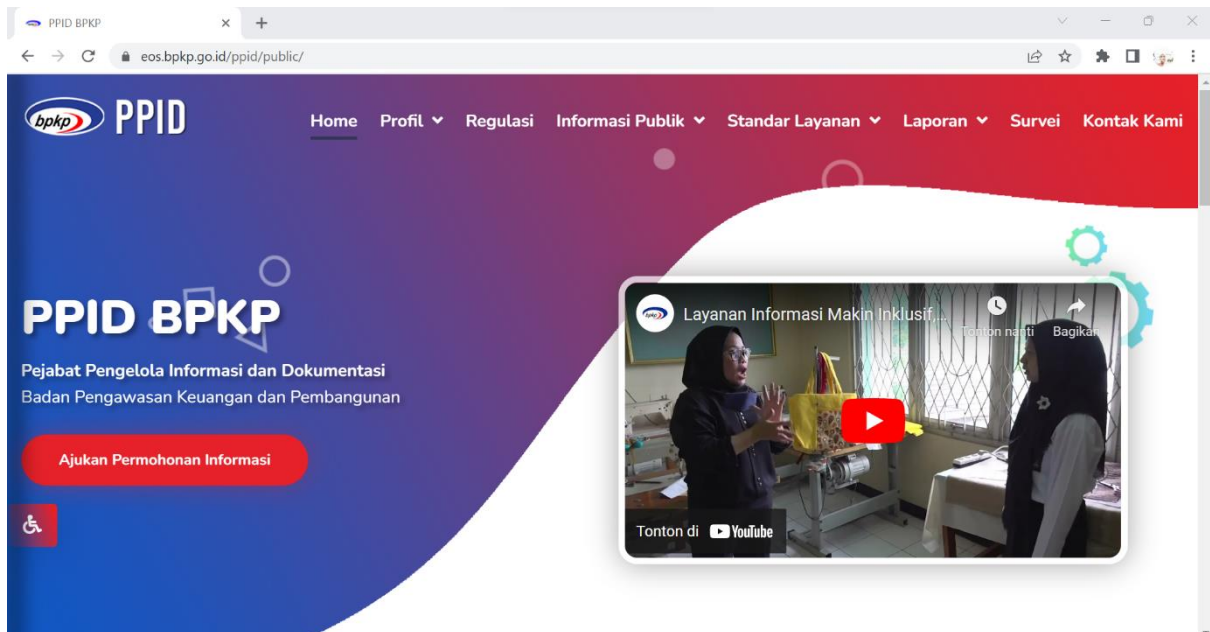 PPID BPKP
eos.bpkp.go.id/ppid/public/
bpkp PPID
Home Profil Regulasi Informasi Publik Standar Layanan Laporan Survei Kontak Kami
PPID BPKP
Pejabat Pengelola Informasi dan Dokumentasi
Badan Pengawasan Keuangan dan Pembangunan
Ajukan Permohonan Informasi
bpkp Layanan Informasi Makin Inklusif,...
Tonton nanti Bagikan
Tonton di YouTube